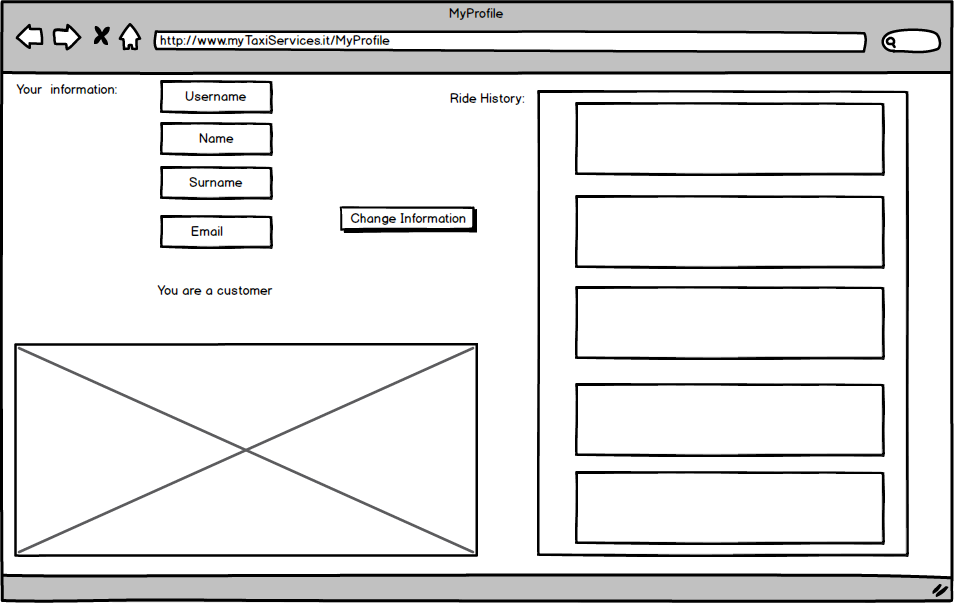 MyProfile
http://www.myTaxiServices.it/MyProfile
Your information:
Username
Name
Surname
Email
Change Information
You are a customer
Ride History: